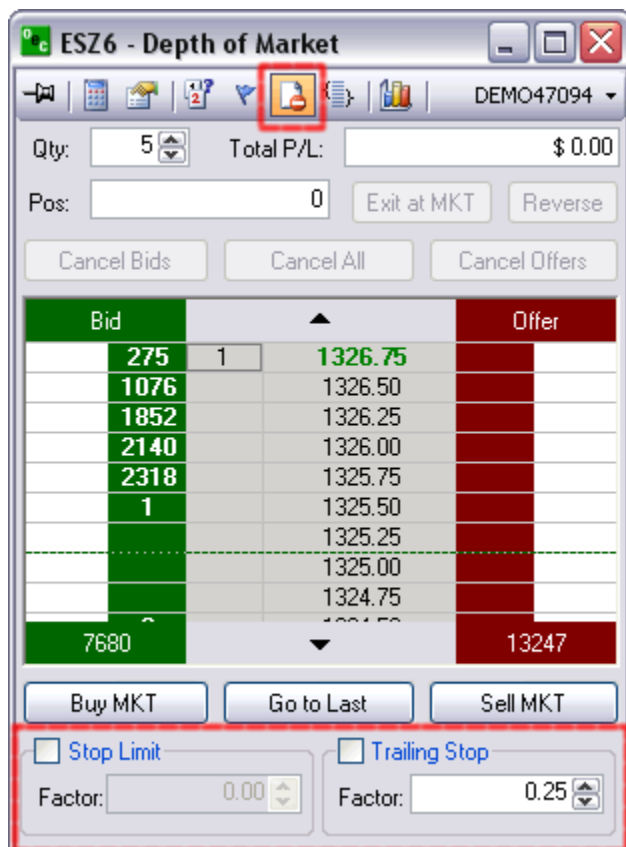 ESZ6 - Depth of Market
DEMO47094
Qty: 5 Total P/L: $ 0.00
Pos: 0 Exit at MKT Reverse
Cancel Bids Cancel All Cancel Offers
Bid Offer
275 1 1326.75
1076 1326.50
1852 1326.25
2140 1326.00
2318 1325.75
1 1325.50
1325.25
1325.00
1324.75
7680 13247
Buy MKT Go to Last Sell MKT
Stop Limit Trailing Stop
Factor: 0.00 Factor: 0.25